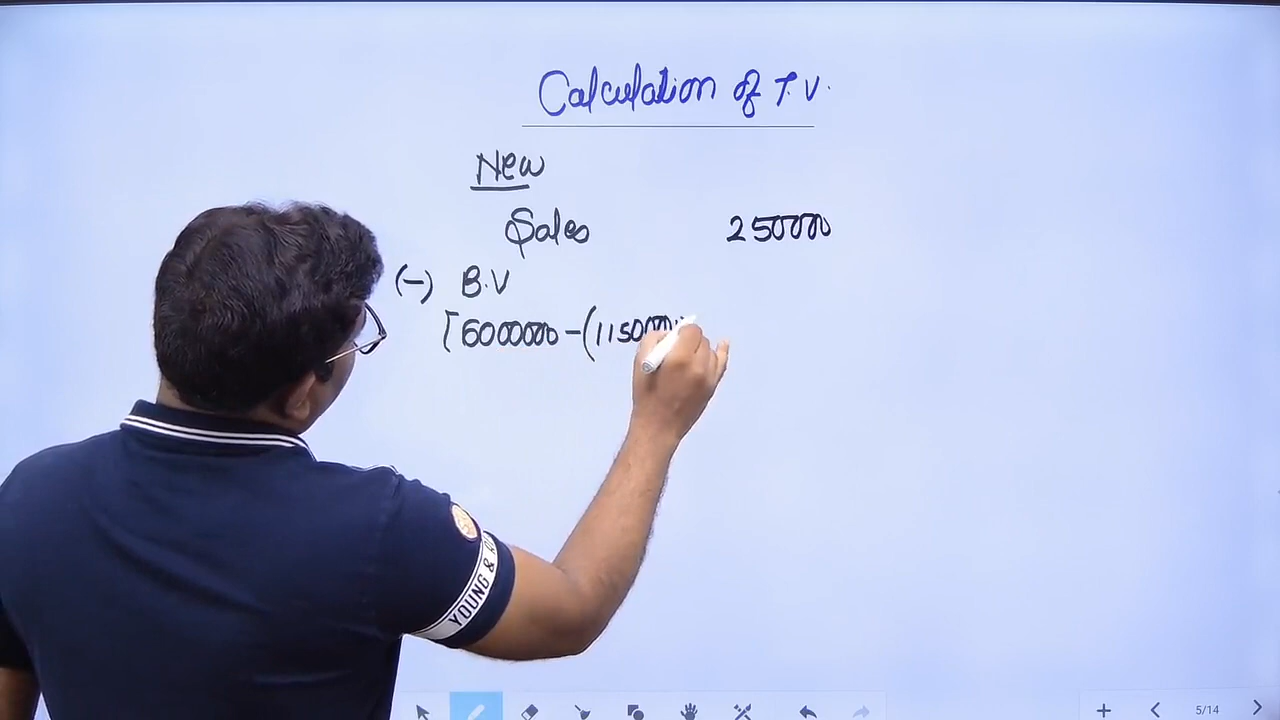 Calculation of T.V.
New
Sales 250000
(-) B.V
[6000000-(1150000
YOUNG &
5/14